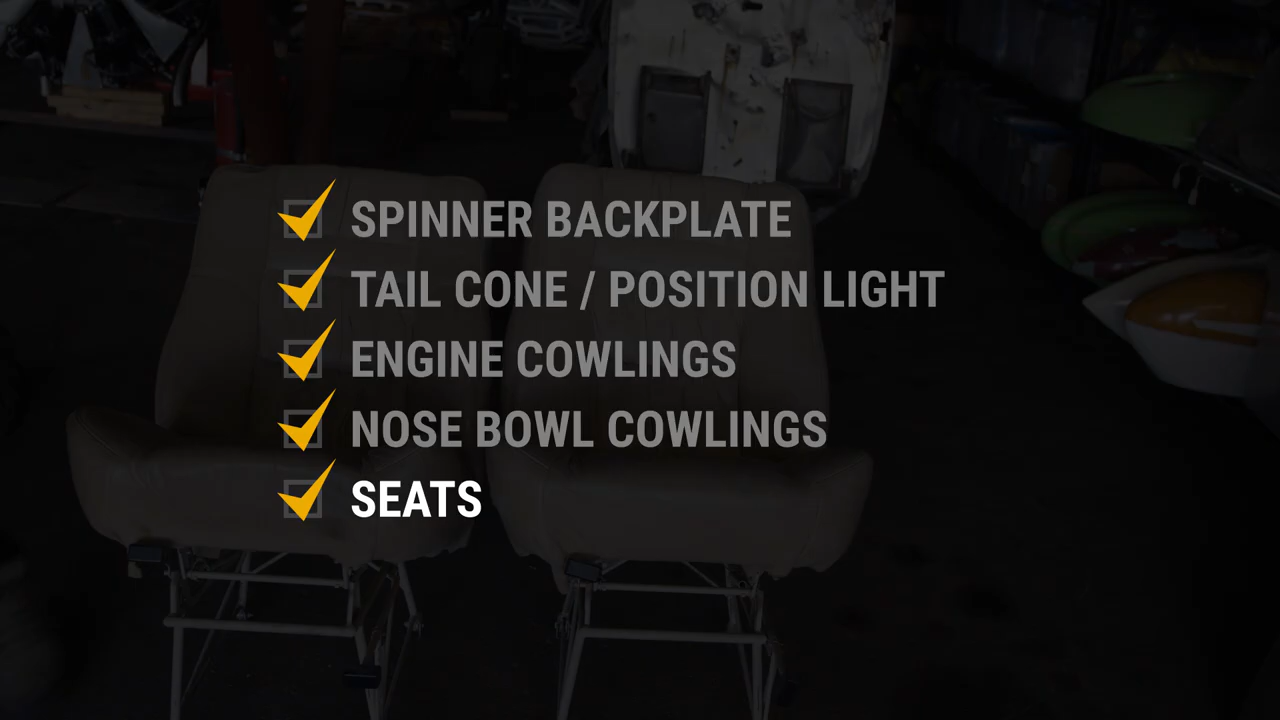 SPINNER BACKPLATE
TAIL CONE / POSITION LIGHT
ENGINE COWLINGS
NOSE BOWL COWLINGS
SEATS